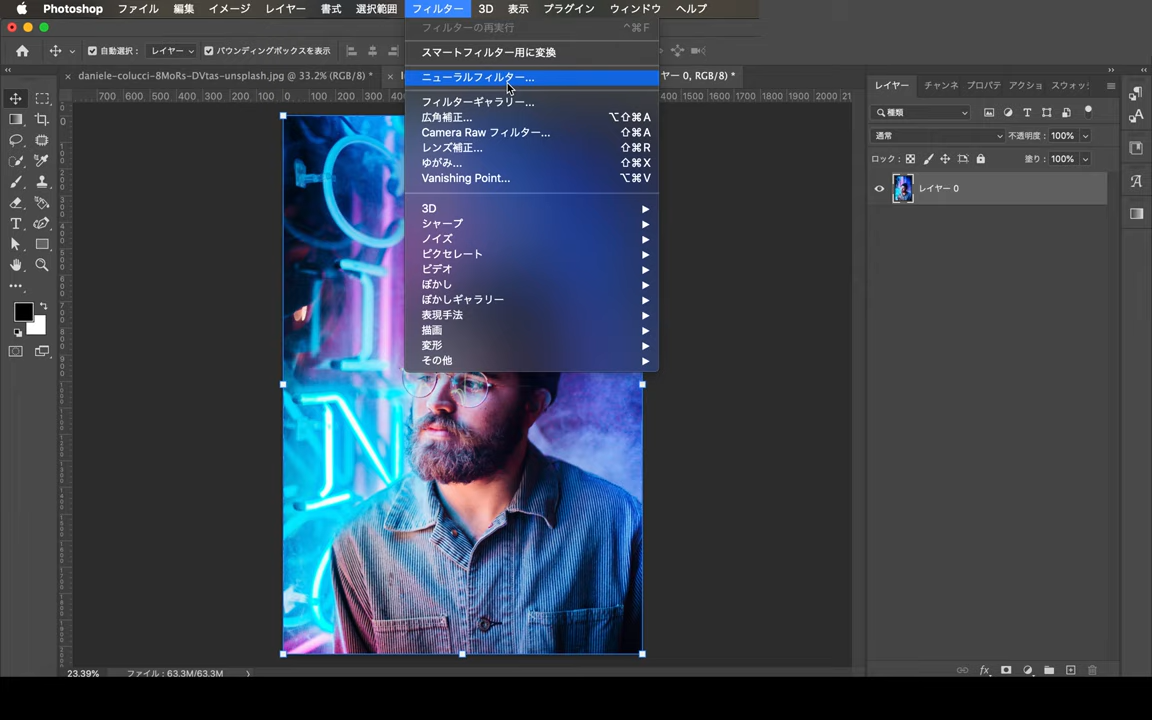 Photoshop ファイル 編集 イメージ レイヤー 書式 選択範囲 フィルター 3D 表示 プラグイン ウィンドウ ヘルプ
自動選択： レイヤー バウンディングボックスを表示
daniele-colucci-8MoRs-DVtas-unsplash.jpg @ 33.2% (RGB/8) *
ヤー 0, RGB/8) *
フィルターの再実行 ^⌘F
スマートフィルター用に変換
ニューラルフィルター...
フィルターギャラリー...
広角補正... ⌥⇧⌘A
Camera Raw フィルター... ⇧⌘A
レンズ補正... ⇧⌘R
ゆがみ... ⇧⌘X
Vanishing Point... ⌥⌘V
3D
シャープ
ノイズ
ピクセレート
ビデオ
ぼかし
ぼかしギャラリー
表現手法
描画
変形
その他
700 600 500 400 300 200 100 0 100 200 300
400 1500 1600 1700 1800 1900 2000 21
レイヤー チャンネ プロパテ アクショ スウォッ
種類
通常 不透明度： 100%
ロック： 塗り： 100%
レイヤー 0
23.39% ファイル：63.3M/63.3M